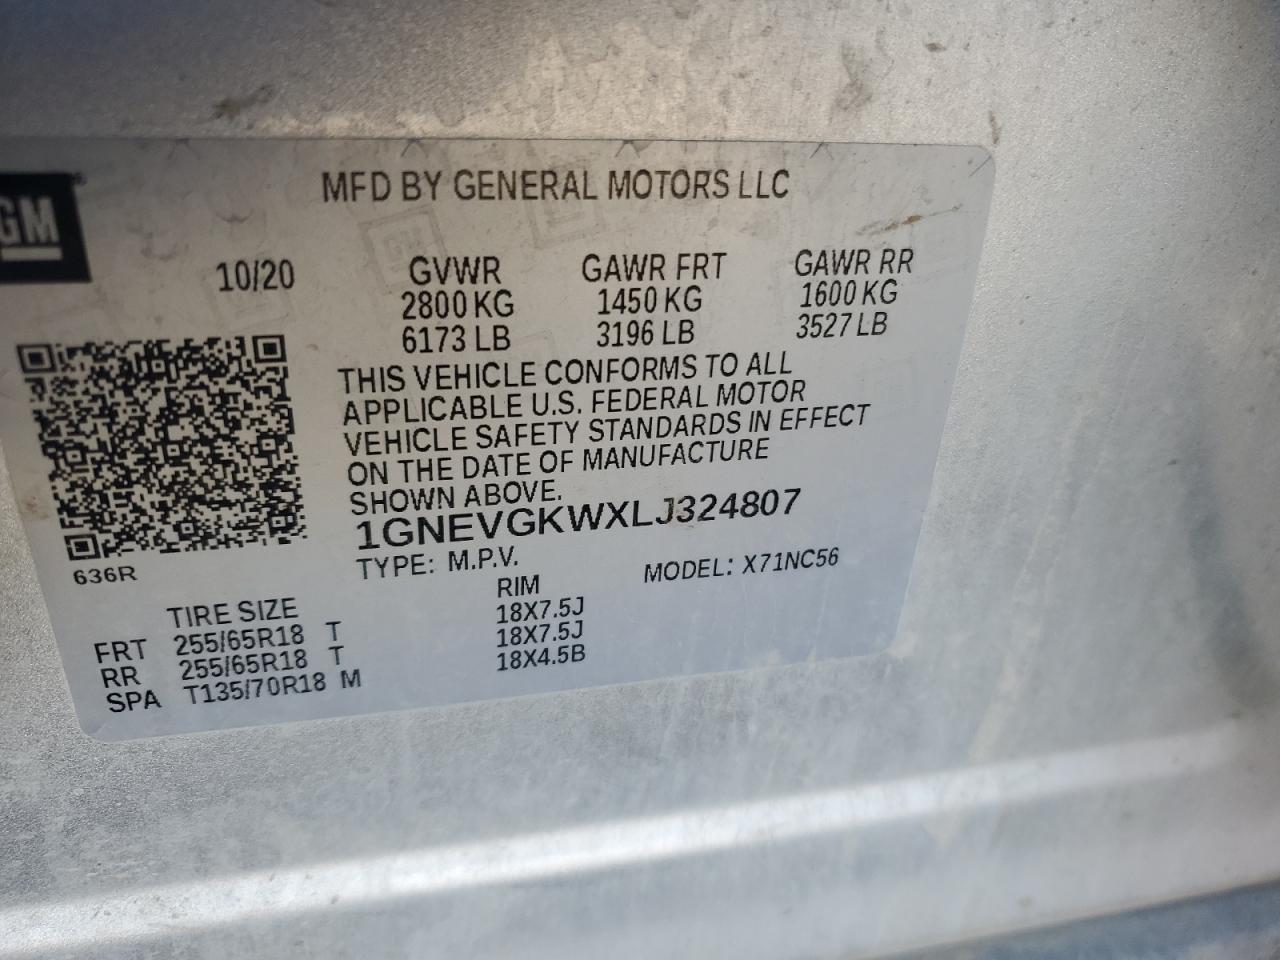 GM
MFD BY GENERAL MOTORS LLC
10/20
GVWR GAWR FRT GAWR RR
2800 KG 1450 KG 1600 KG
6173 LB 3196 LB 3527 LB
THIS VEHICLE CONFORMS TO ALL
APPLICABLE U.S. FEDERAL MOTOR
VEHICLE SAFETY STANDARDS IN EFFECT
ON THE DATE OF MANUFACTURE
SHOWN ABOVE.
1GNEVGKWXLJ324807
636R
TYPE: M.P.V. MODEL: X71NC56
TIRE SIZE RIM
FRT 255/65R18 T 18X7.5J
RR 255/65R18 T 18X7.5J
SPA T135/70R18 M 18X4.5B